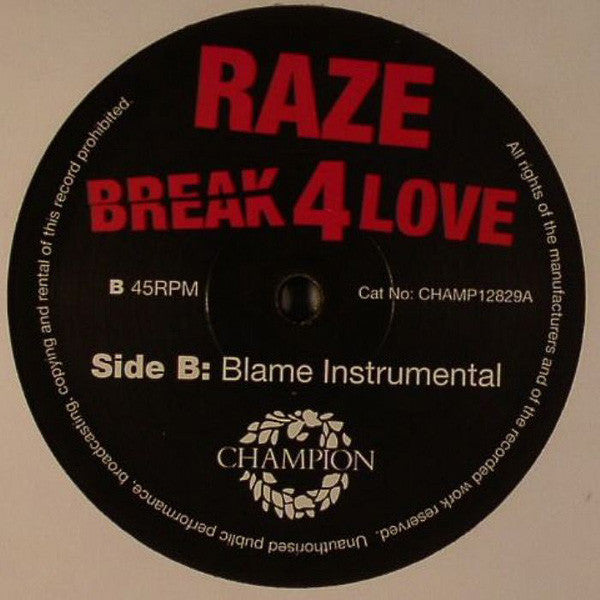 RAZE
BREAK 4 LOVE
B 45RPM
Cat No: CHAMP12829A
Side B: Blame Instrumental
CHAMPION
All rights of the manufacturers and of the recorded work reserved. Unauthorised public performance, broadcasting, copying and rental of this record prohibited.